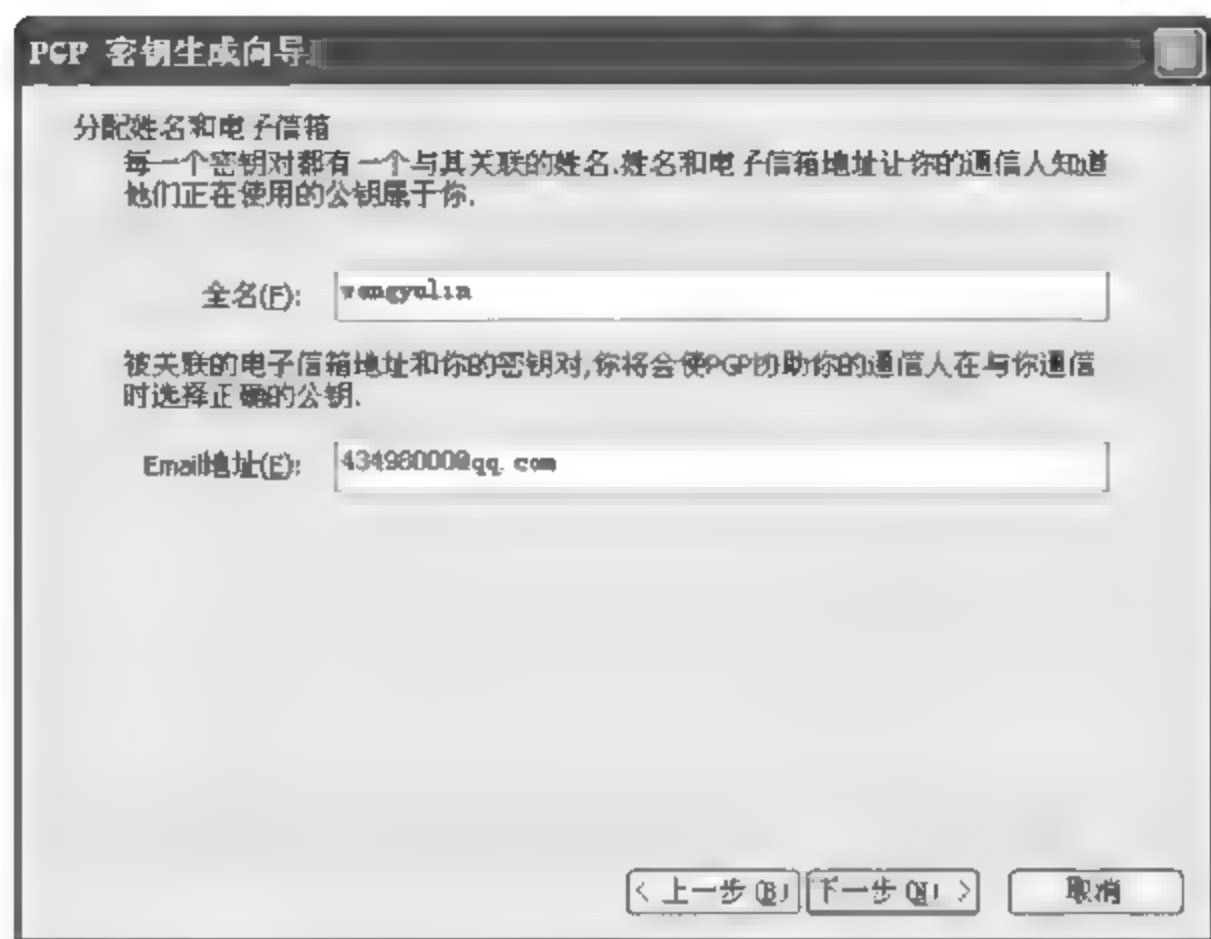 PGP 密钥生成向导
分配姓名和电子信箱
每一个密钥对都有一个与其关联的姓名.姓名和电子信箱地址让你的通信人知道
他们正在使用的公钥属于你.
全名(F):
被关联的电子信箱地址和你的密钥对,你将会使PGP协助你的通信人在与你通信
时选择正确的公钥.
Email地址(E):
< 上一步(B) 下一步(N) > 取消